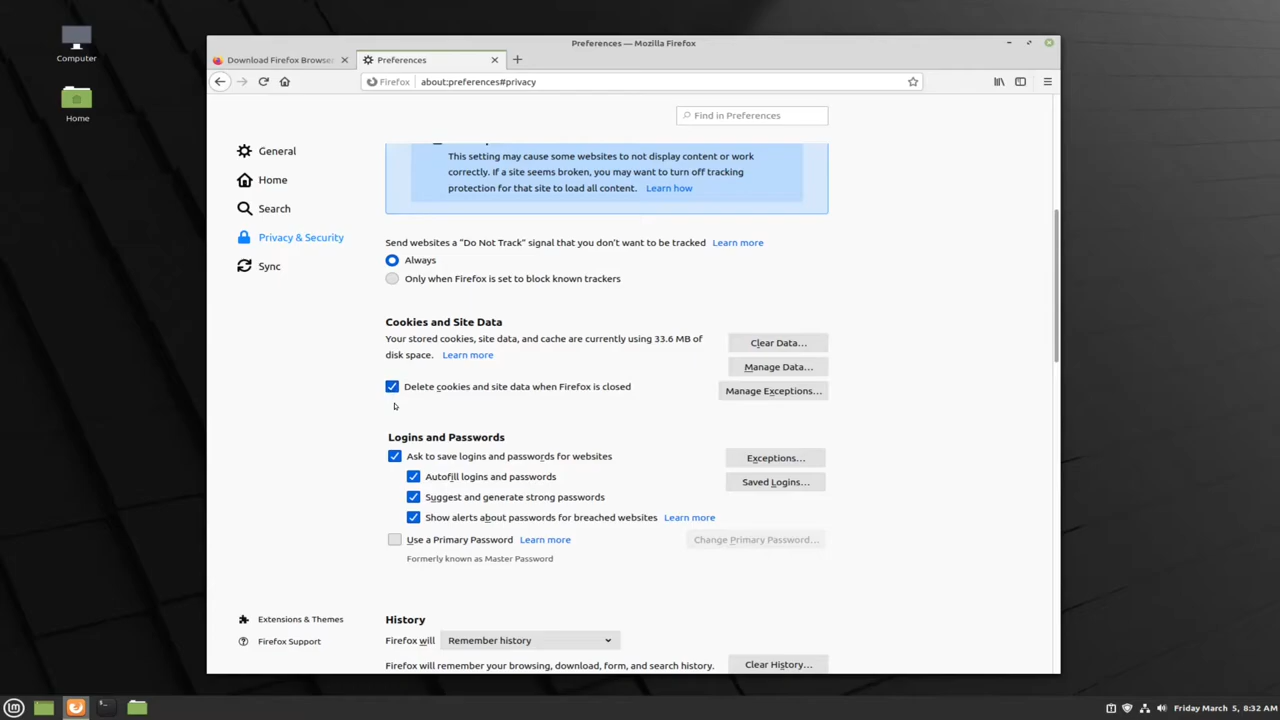 Computer
Home
Preferences — Mozilla Firefox
Download Firefox Browse
Preferences
Firefox
about:preferences#privacy
Find in Preferences
General
Home
Search
Privacy & Security
Sync
This setting may cause some websites to not display content or work
correctly. If a site seems broken, you may want to turn off tracking
protection for that site to load all content. Learn how
Send websites a “Do Not Track” signal that you don’t want to be tracked Learn more
Always
Only when Firefox is set to block known trackers
Cookies and Site Data
Your stored cookies, site data, and cache are currently using 33.6 MB of
disk space. Learn more
Clear Data…
Manage Data…
Delete cookies and site data when Firefox is closed
Manage Exceptions…
Logins and Passwords
Ask to save logins and passwords for websites
Exceptions…
Autofill logins and passwords
Saved Logins…
Suggest and generate strong passwords
Show alerts about passwords for breached websites Learn more
Use a Primary Password Learn more
Change Primary Password…
Formerly known as Master Password
Extensions & Themes
Firefox Support
History
Firefox will Remember history
Firefox will remember your browsing, download, form, and search history.
Clear History…
Friday March 5, 8:32 AM